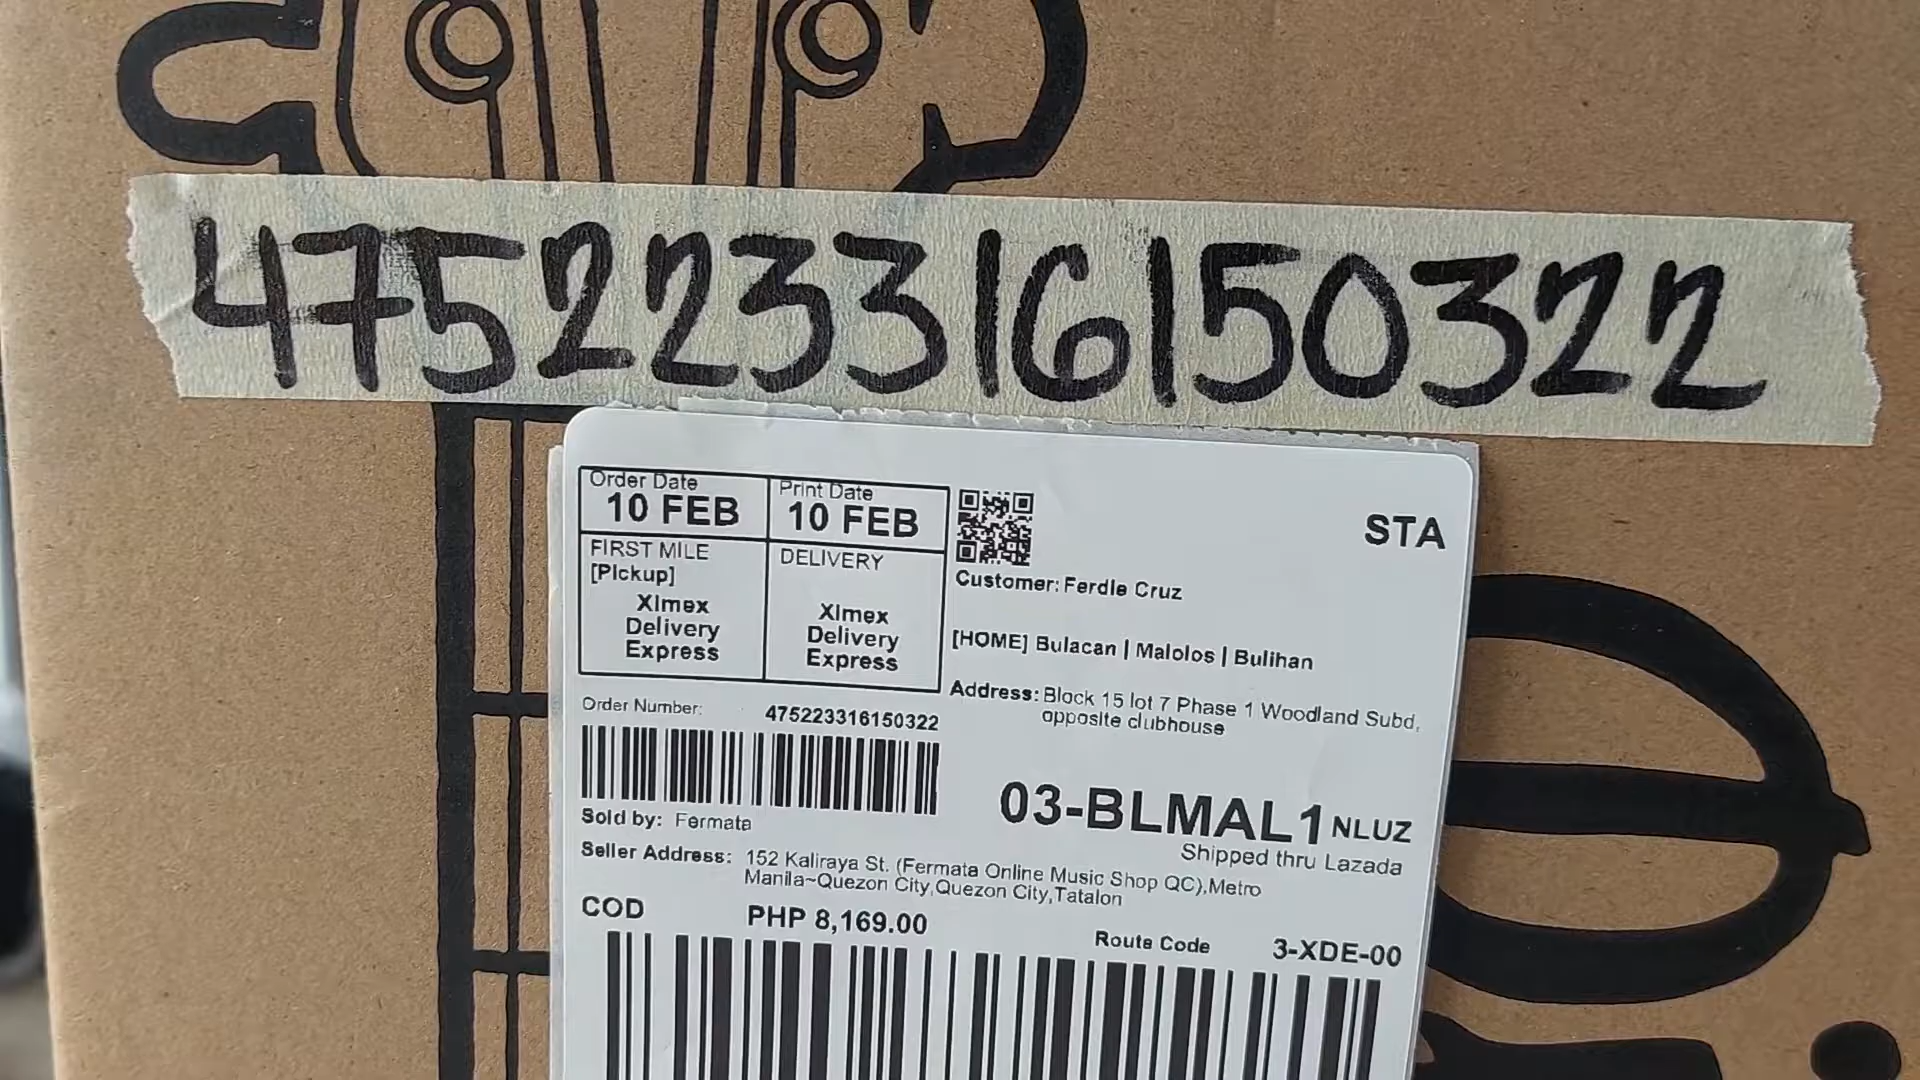 475223316150322
Order Date
10 FEB
Print Date
10 FEB
FIRST MILE
[Pickup]
Ximex
Delivery
Express
DELIVERY
Ximex
Delivery
Express
STA
Customer: Ferdie Cruz
[HOME] Bulacan | Malolos | Bulihan
Address: Block 15 lot 7 Phase 1 Woodland Subd,
opposite clubhouse
Order Number: 475223316150322
03-BLMAL1 NLUZ
Shipped thru Lazada
Sold by: Fermata
Seller Address: 152 Kaliraya St. (Fermata Online Music Shop QC),Metro
Manila~Quezon City,Quezon City,Tatalon
COD PHP 8,169.00
Route Code 3-XDE-00